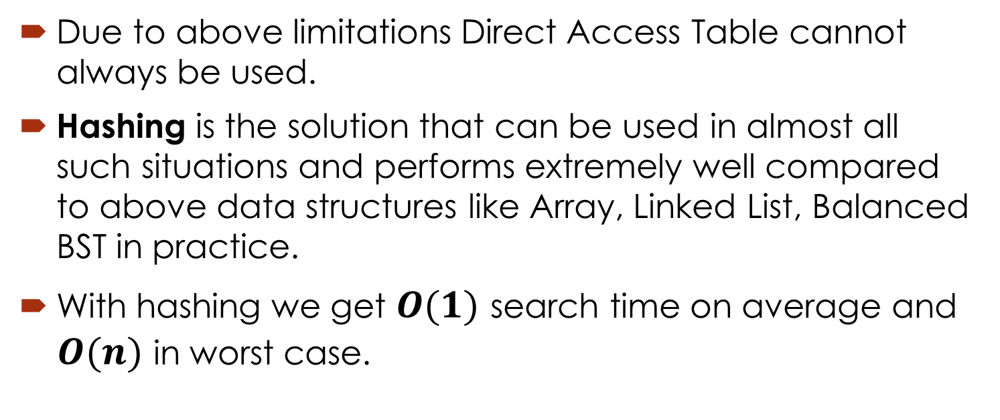 Due to above limitations Direct Access Table cannot
always be used.
Hashing is the solution that can be used in almost all
such situations and performs extremely well compared
to above data structures like Array, Linked List, Balanced
BST in practice.
With hashing we get O(1) search time on average and
O(n) in worst case.